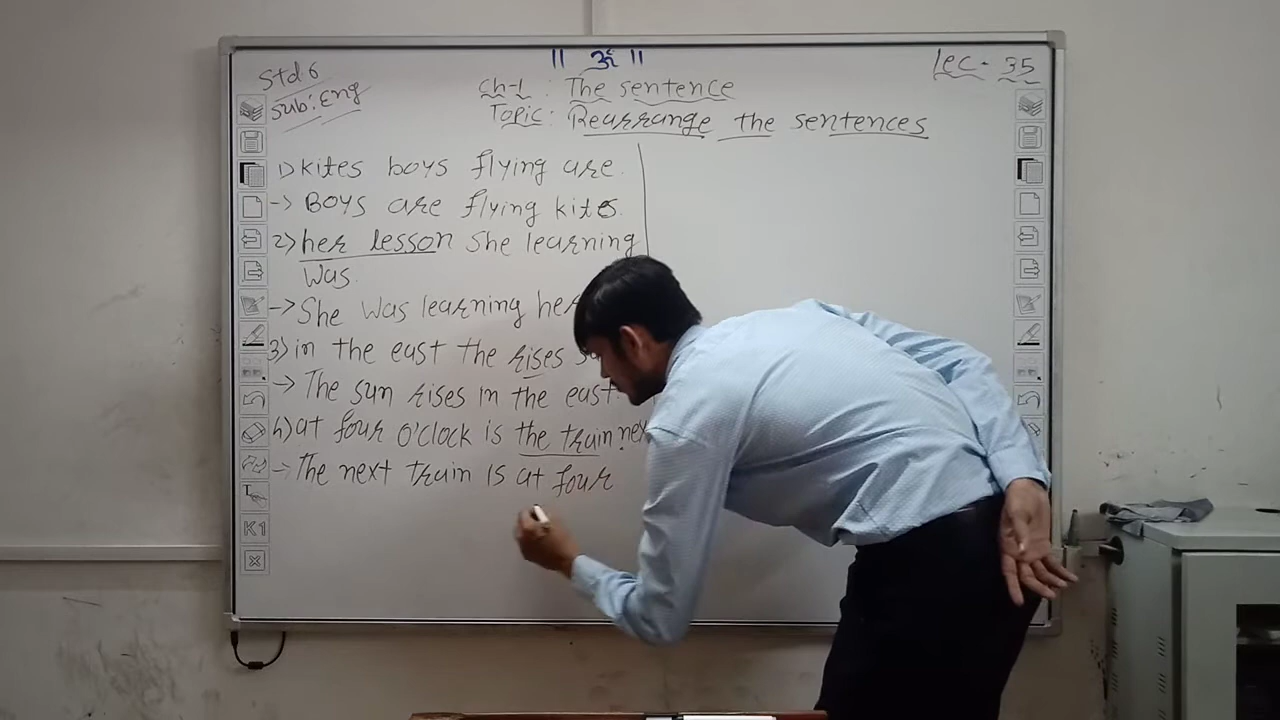 || ॐ ||
Std 6
Sub: Eng
Lec. 35
Ch-1 : The sentence
Topic: Rearrange the sentences
1) kites boys flying are.
-> Boys are flying kites.
2) her lesson she learning
was.
-> She was learning her
3) in the east the rises
-> The sun rises in the east.
4) at four o'clock is the train
-> The next train is at four
K1